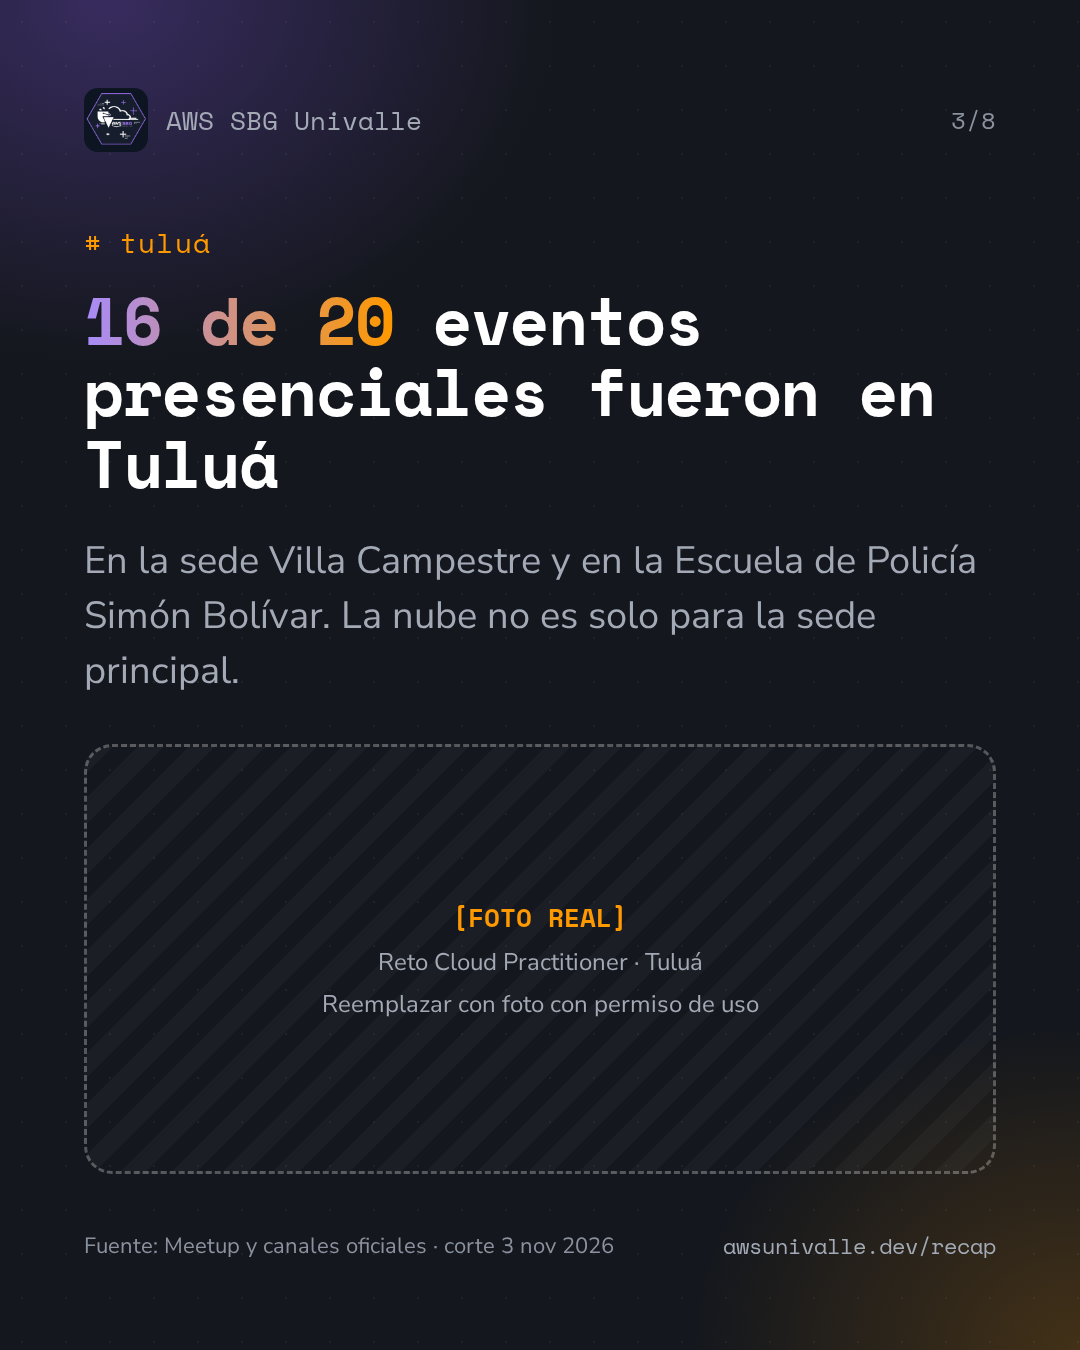 AWS SBG Univalle
3/8
# tuluá
16 de 20 eventos
presenciales fueron en
Tuluá
En la sede Villa Campestre y en la Escuela de Policía
Simón Bolívar. La nube no es solo para la sede
principal.
[FOTO REAL]
Reto Cloud Practitioner · Tuluá
Reemplazar con foto con permiso de uso
Fuente: Meetup y canales oficiales · corte 3 nov 2026
awsunivalle.dev/recap